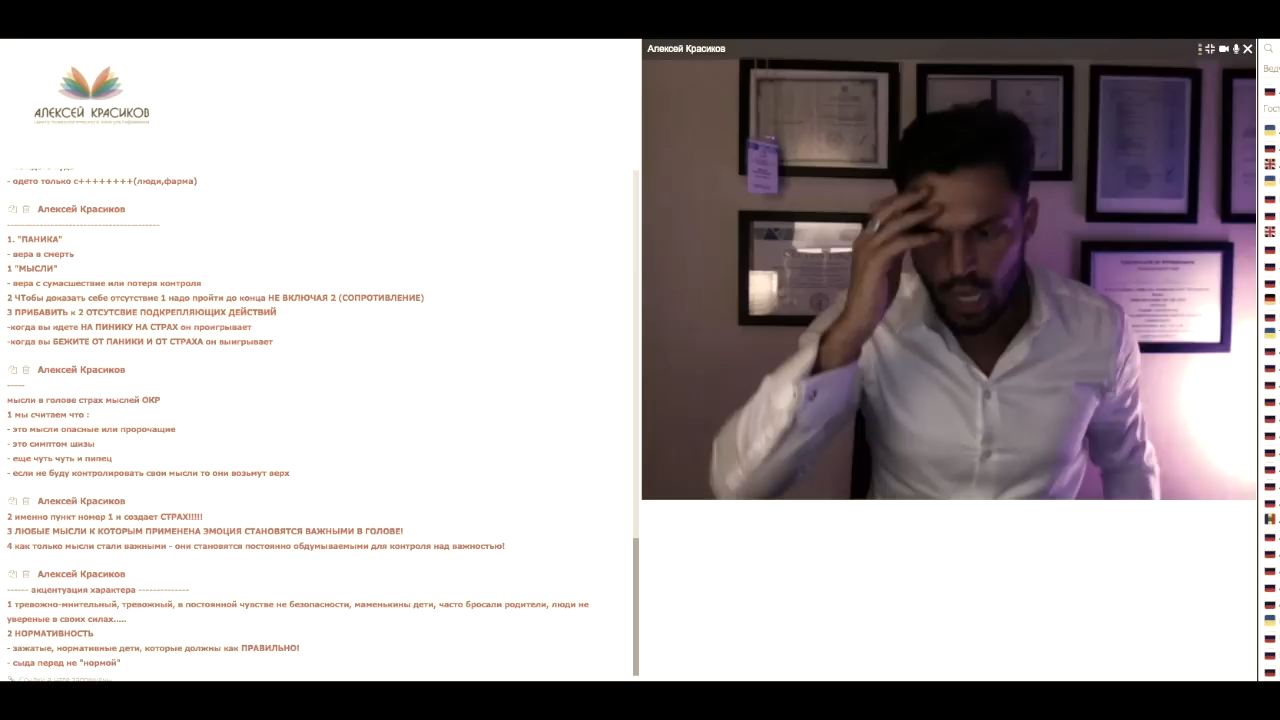 АЛЕКСЕЙ КРАСИКОВ
- одето только с++++++++(люди,фарма)
Алексей Красиков
------------------------------------------
1. "ПАНИКА"
- вера в смерть
1 "МЫСЛИ"
- вера с сумасшествие или потеря контроля
2 ЧТобы доказать себе отсутствие 1 надо пройти до конца НЕ ВКЛЮЧАЯ 2 (СОПРОТИВЛЕНИЕ)
3 ПРИБАВИТЬ к 2 ОТСУТСВИЕ ПОДКРЕПЛЯЮЩИХ ДЕЙСТВИЙ
-когда вы идете НА ПИНИКУ НА СТРАХ он проигрывает
-когда вы БЕЖИТЕ ОТ ПАНИКИ И ОТ СТРАХА он выигрывает
Алексей Красиков
-----
мысли в голове страх мыслей ОКР
1 мы считаем что :
- это мысли опасные или пророчащие
- это симптом шизы
- еще чуть чуть и пипец
- если не буду контролировать свои мысли то они возьмут верх
Алексей Красиков
2 именно пункт номер 1 и создает СТРАХ!!!!!
3 ЛЮБЫЕ МЫСЛИ К КОТОРЫМ ПРИМЕНЕНА ЭМОЦИЯ СТАНОВЯТСЯ ВАЖНЫМИ В ГОЛОВЕ!
4 как только мысли стали важными - они становятся постоянно обдумываемыми для контроля над важностью!
Алексей Красиков
------ акцентуация характера --------------
1 тревожно-мнительный, тревожный, в постоянной чувстве не безопасности, маменькины дети, часто бросали родители, люди не
увереные в своих силах.....
2 НОРМАТИВНОСТЬ
- зажатые, нормативные дети, которые должны как ПРАВИЛЬНО!
- сыда перед не "нормой"
Алексей Красиков
Вед
Гост